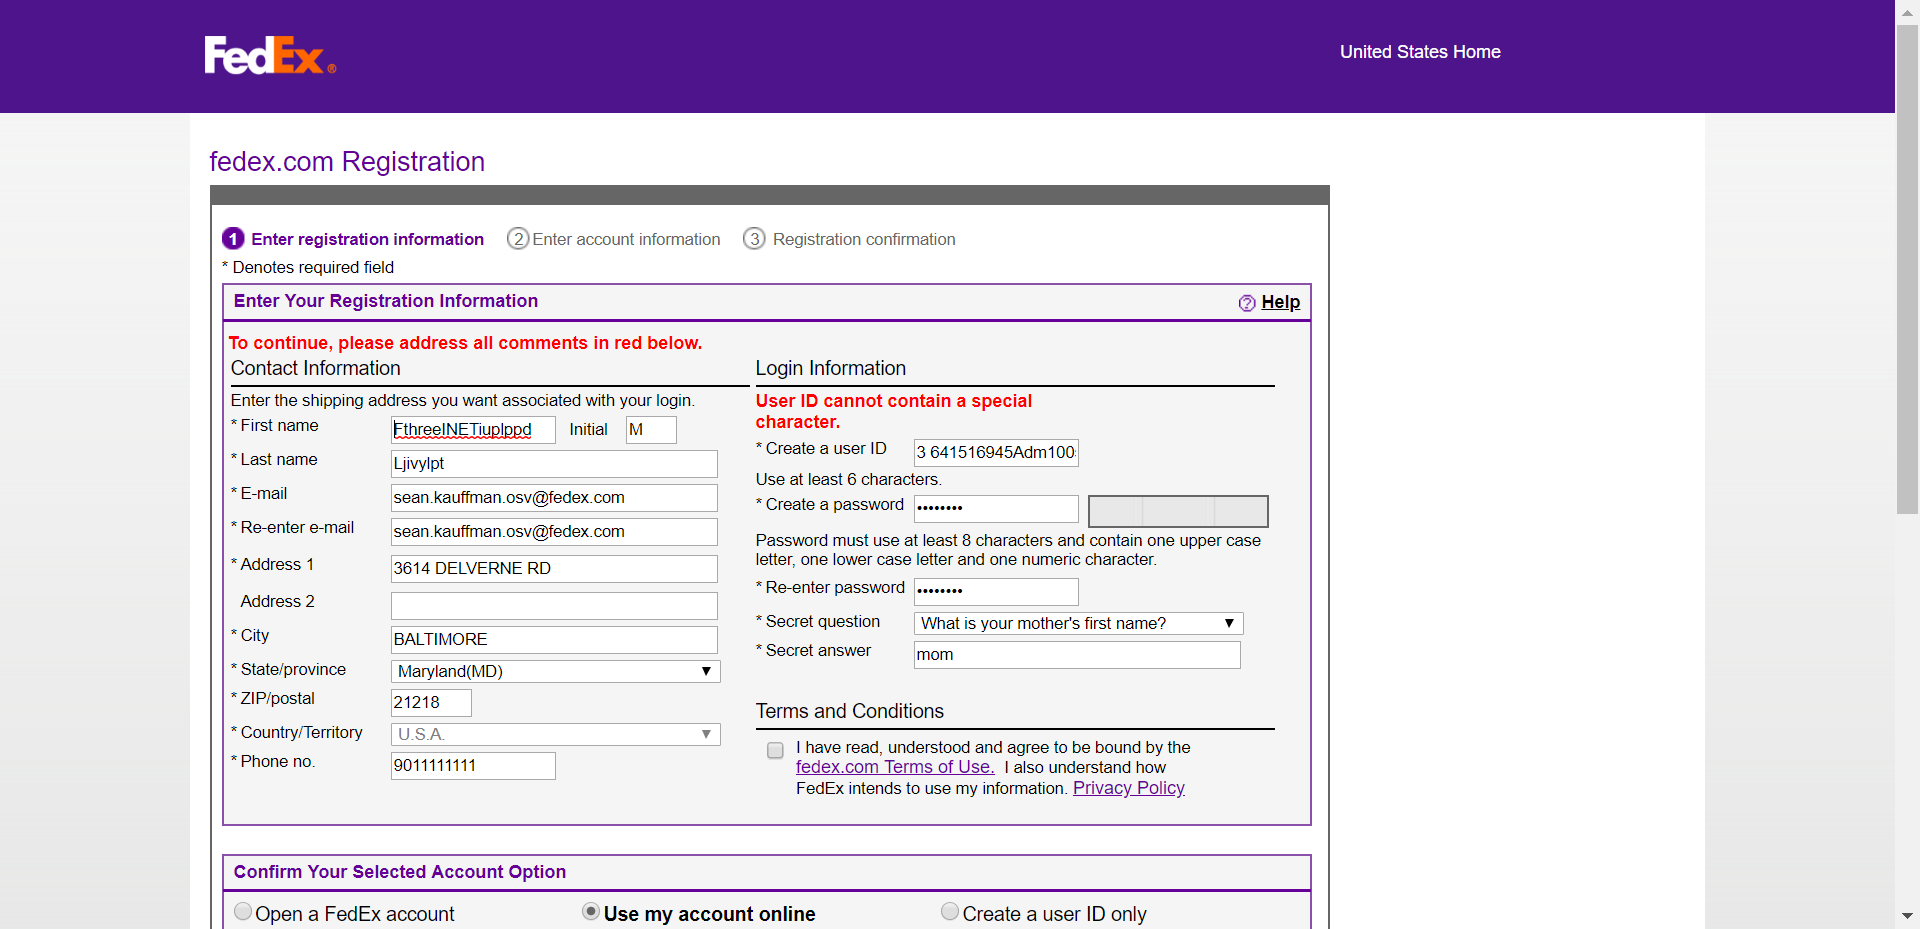 FedEx®
United States Home
fedex.com Registration
1 Enter registration information 2 Enter account information 3 Registration confirmation
* Denotes required field
Enter Your Registration Information
? Help
To continue, please address all comments in red below.
Contact Information
Enter the shipping address you want associated with your login.
* First name
Initial M
* Last name
Ljivylpt
* E-mail
sean.kauffman.osv@fedex.com
* Re-enter e-mail
sean.kauffman.osv@fedex.com
* Address 1
3614 DELVERNE RD
Address 2
* City
BALTIMORE
* State/province
Maryland(MD)
* ZIP/postal
21218
* Country/Territory
U.S.A.
* Phone no.
9011111111
Login Information
User ID cannot contain a special
character.
* Create a user ID
3 641516945Adm100
Use at least 6 characters.
* Create a password ••••••••
Password must use at least 8 characters and contain one upper case
letter, one lower case letter and one numeric character.
* Re-enter password ••••••••
* Secret question
What is your mother's first name?
* Secret answer
mom
Terms and Conditions
I have read, understood and agree to be bound by the
fedex.com Terms of Use. I also understand how
FedEx intends to use my information. Privacy Policy
Confirm Your Selected Account Option
Open a FedEx account
Use my account online
Create a user ID only